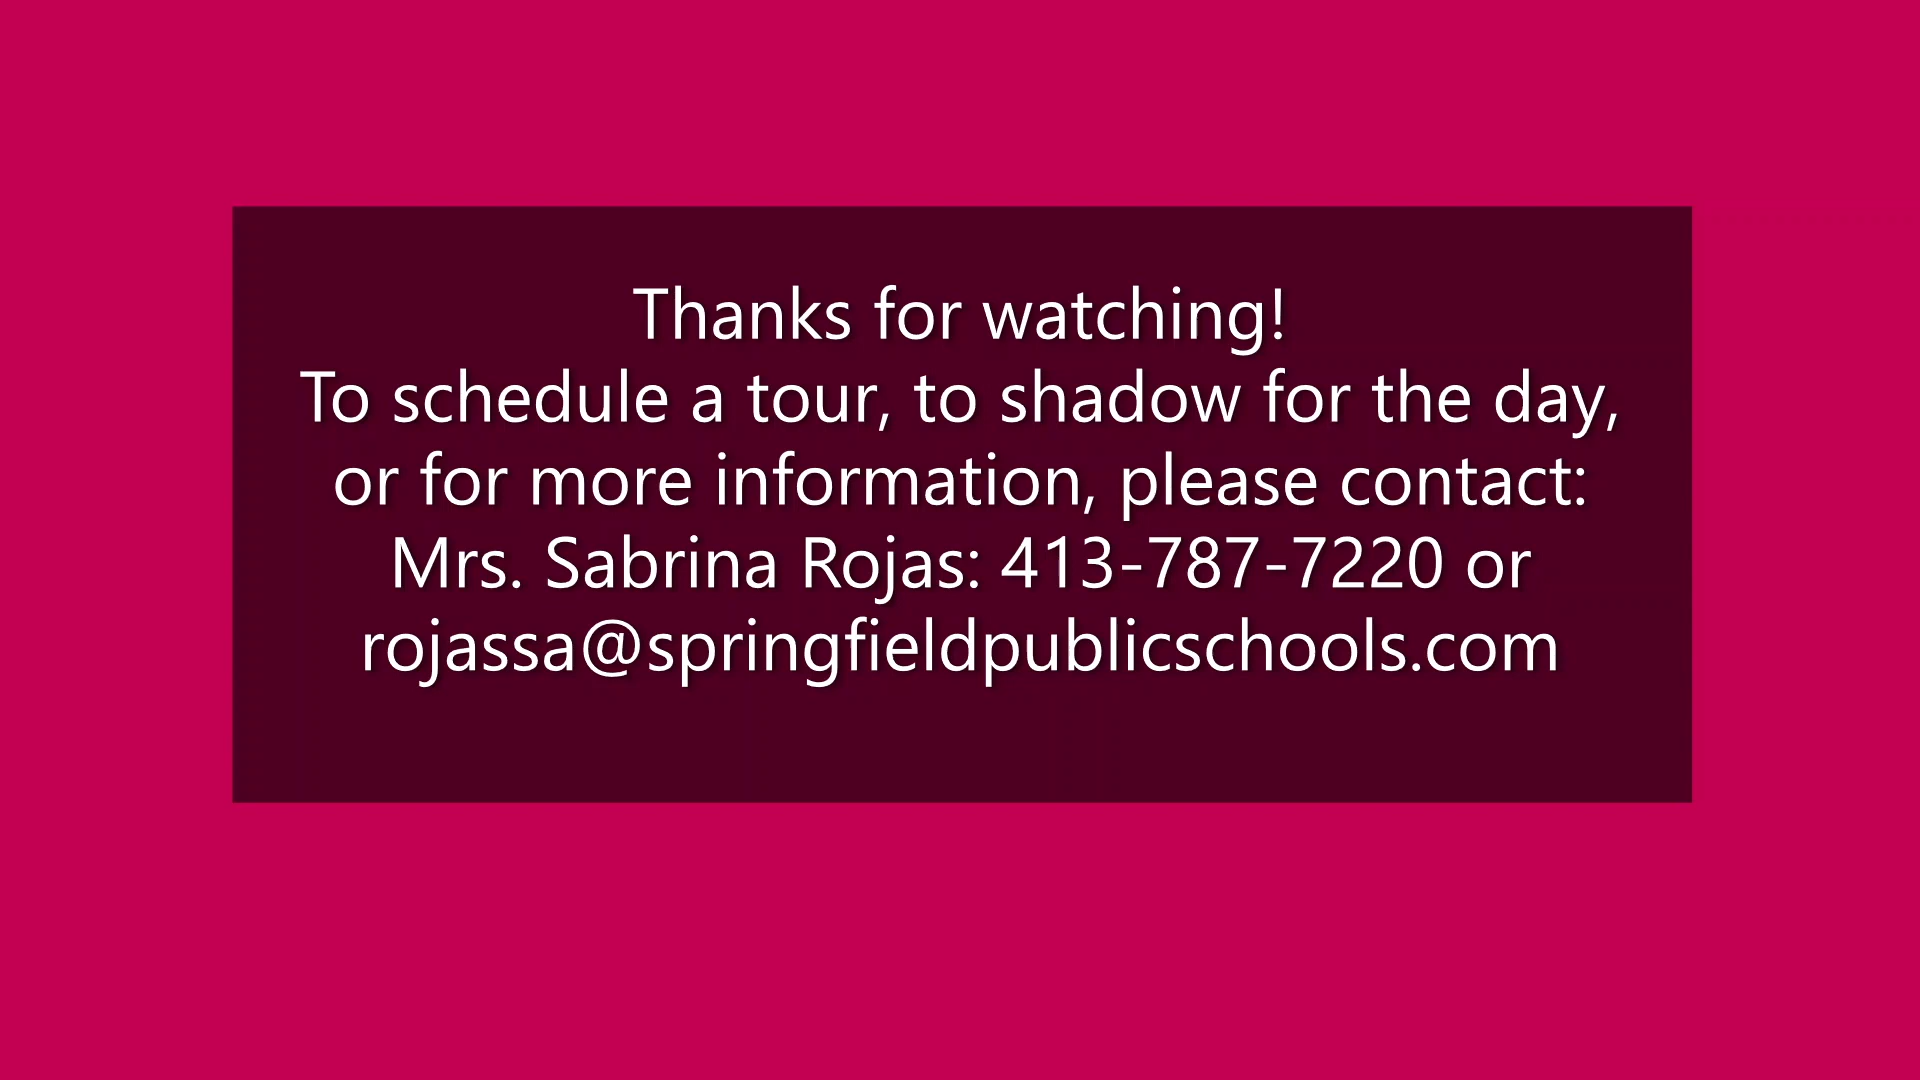 Thanks for watching!
To schedule a tour, to shadow for the day,
or for more information, please contact:
Mrs. Sabrina Rojas: 413-787-7220 or
rojassa@springfieldpublicschools.com